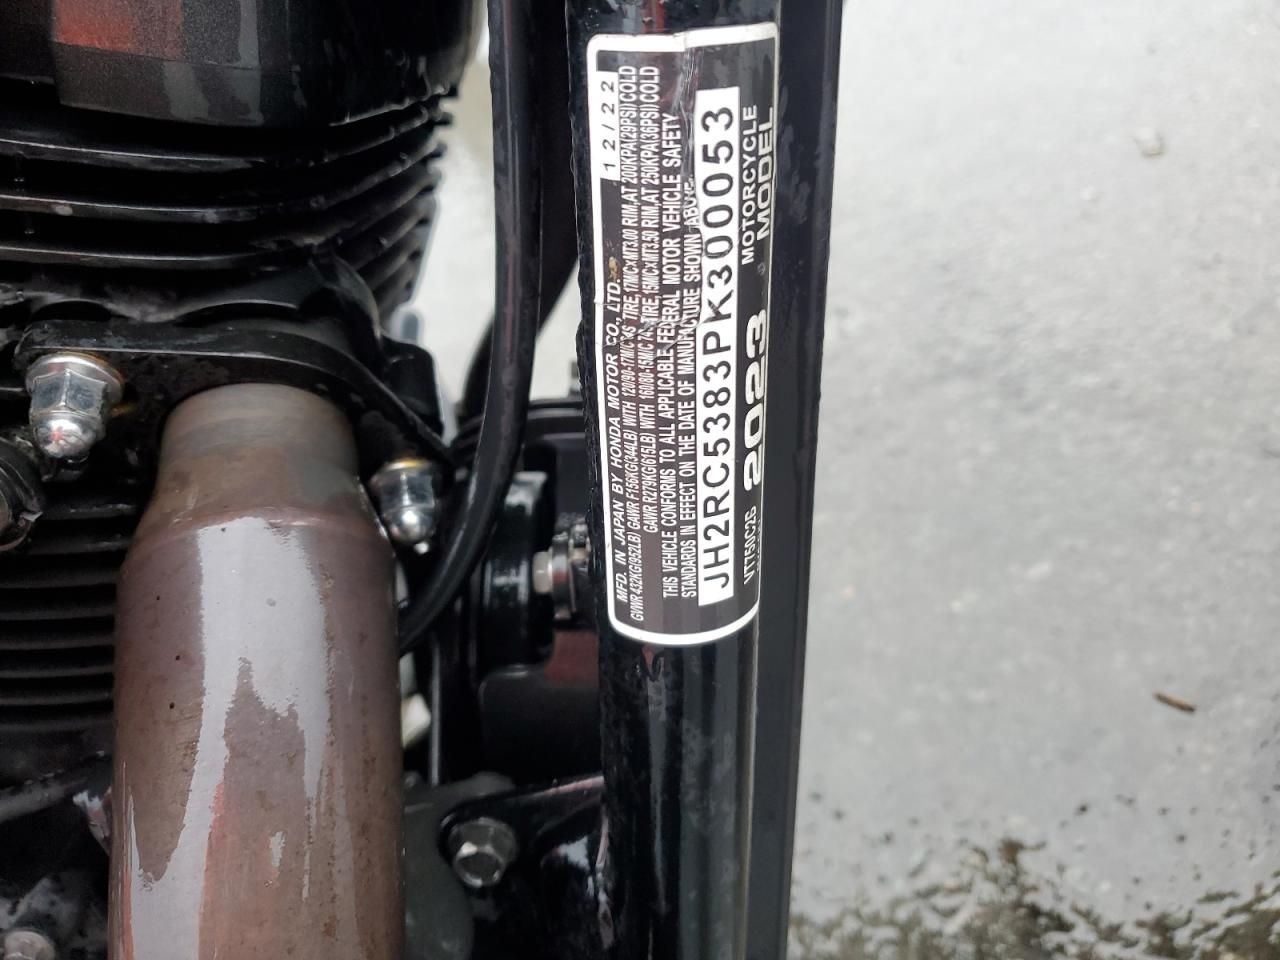 MFD. IN JAPAN BY HONDA MOTOR CO., LTD. 12/22
GVWR 432KG(952LB) GAWR F156KG(344LB) WITH 120/90-17M/C 64S TIRE, 17M/C×MT3.00 RIM, AT 200KPA(29PSI) COLD
GAWR R279KG(615LB) WITH 160/80-15M/C 74S TIRE, 15M/C×MT3.50 RIM, AT 250KPA(36PSI) COLD
THIS VEHICLE CONFORMS TO ALL APPLICABLE FEDERAL MOTOR VEHICLE SAFETY
STANDARDS IN EFFECT ON THE DATE OF MANUFACTURE SHOWN ABOVE
JH2RC5383PK300053
VT750C2G 2023 MOTORCYCLE
MODEL